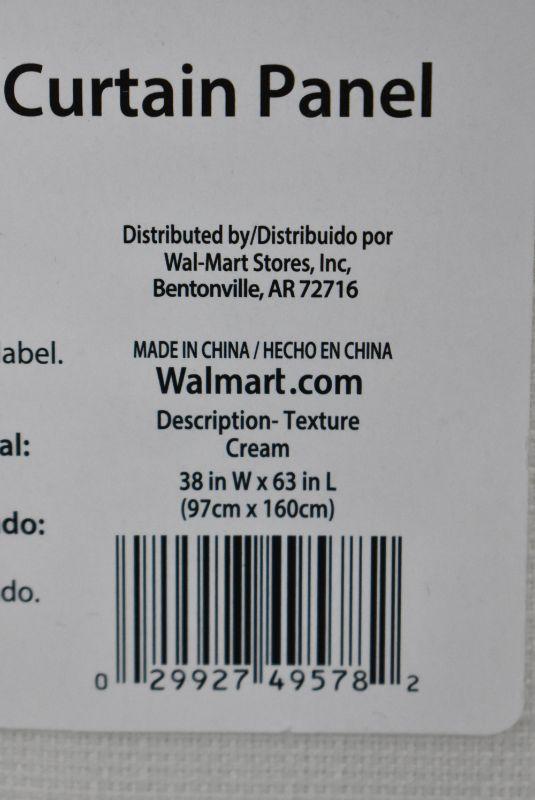 Curtain Panel
Distributed by/Distribuido por
Wal-Mart Stores, Inc,
Bentonville, AR 72716
label.
MADE IN CHINA / HECHO EN CHINA
Walmart.com
Description- Texture
al:
Cream
38 in W x 63 in L
(97cm x 160cm)
do:
do.
0 29927 49578 2